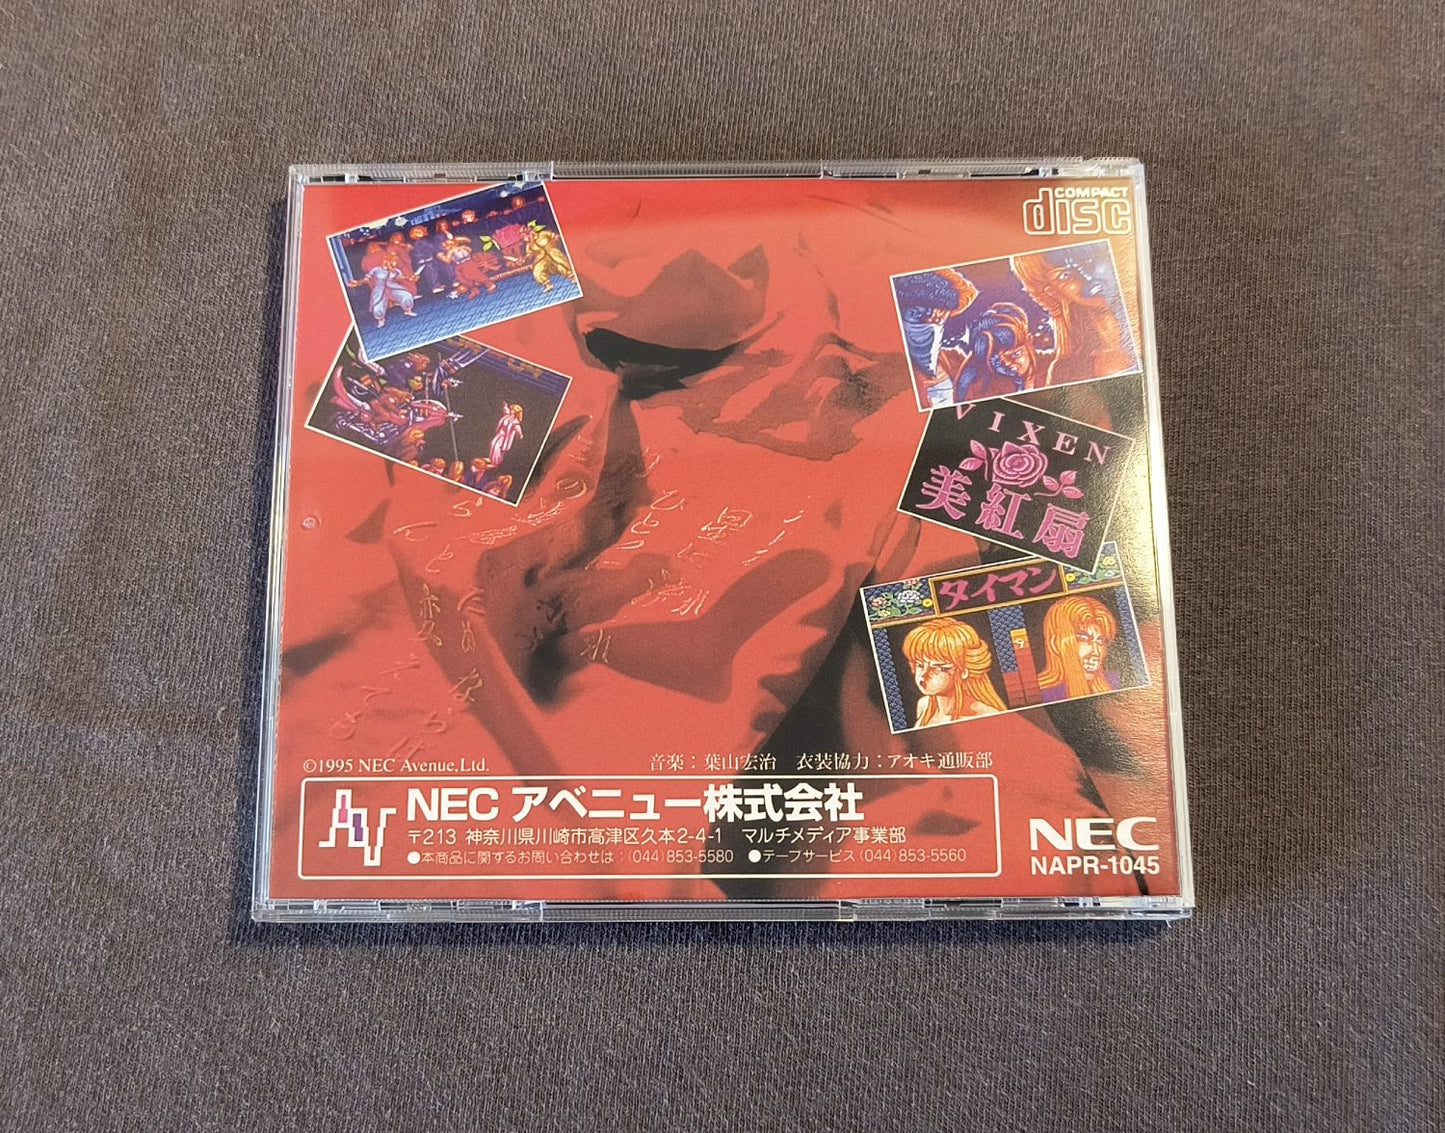 COMPACT
disc
VIXEN
美紅扇
タイマン
©1995 NEC Avenue,Ltd.
音楽：葉山宏治　衣装協力：アオキ通販部
NEC アベニュー株式会社
〒213 神奈川県川崎市高津区久本2-4-1　マルチメディア事業部
●本商品に関するお問い合わせは：(044)853-5580　●テープサービス(044)853-5560
NEC
NAPR-1045